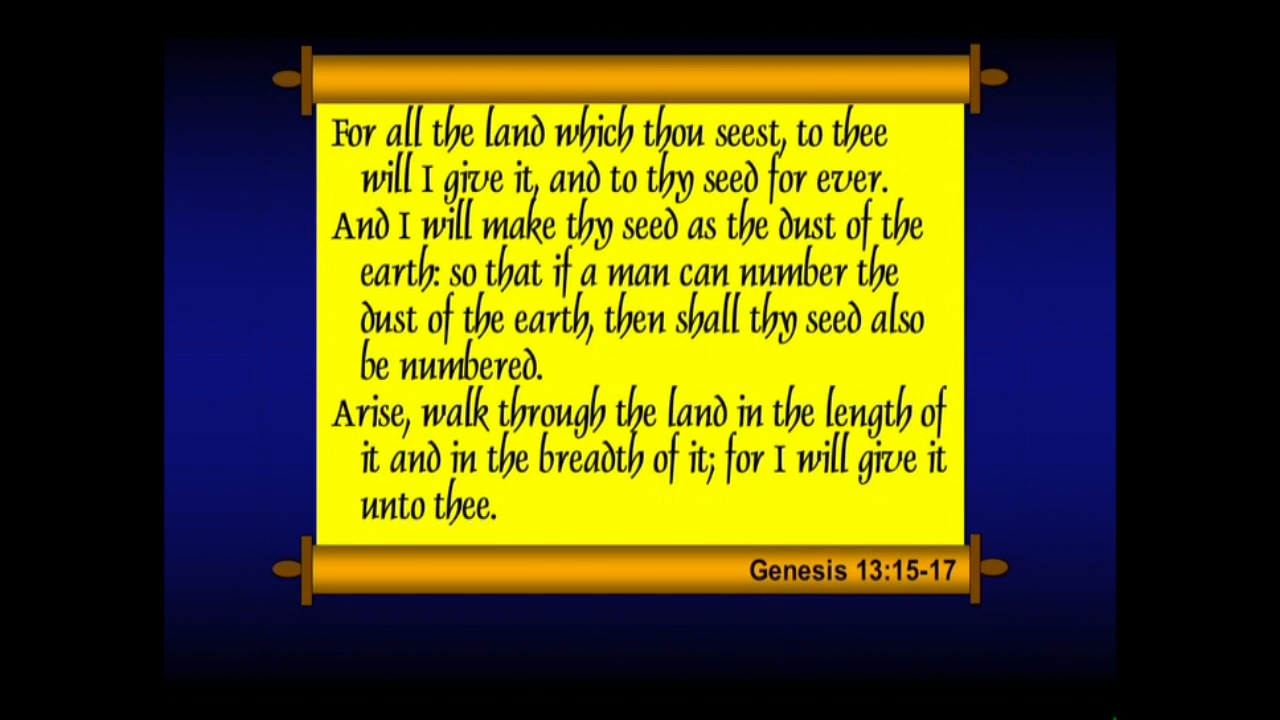 For all the land which thou seest, to thee
will I give it, and to thy seed for ever.
And I will make thy seed as the dust of the
earth: so that if a man can number the
dust of the earth, then shall thy seed also
be numbered.
Arise, walk through the land in the length of
it and in the breadth of it; for I will give it
unto thee.
Genesis 13:15-17